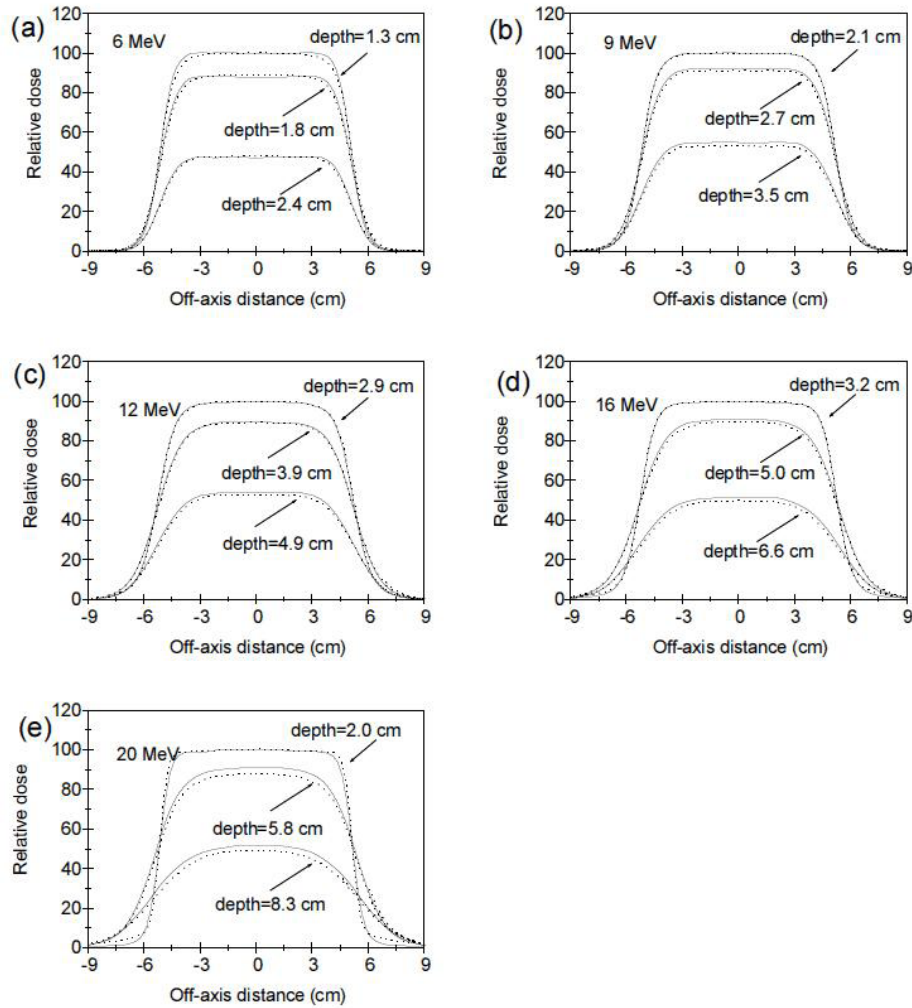 (a)
120
100
80
60
40
20
0
6 MeV
depth=1.3 cm
depth=1.8 cm
depth=2.4 cm
Relative dose
-9 -6 -3 0 3 6 9
Off-axis distance (cm)
(b)
120
100
80
60
40
20
0
9 MeV
depth=2.1 cm
depth=2.7 cm
depth=3.5 cm
Relative dose
-9 -6 -3 0 3 6 9
Off-axis distance (cm)
(c)
120
100
80
60
40
20
0
12 MeV
depth=2.9 cm
depth=3.9 cm
depth=4.9 cm
Relative dose
-9 -6 -3 0 3 6 9
Off-axis distance (cm)
(d)
120
100
80
60
40
20
0
16 MeV
depth=3.2 cm
depth=5.0 cm
depth=6.6 cm
Relative dose
-9 -6 -3 0 3 6 9
Off-axis distance (cm)
(e)
120
100
80
60
40
20
0
20 MeV
depth=2.0 cm
depth=5.8 cm
depth=8.3 cm
Relative dose
-9 -6 -3 0 3 6 9
Off-axis distance (cm)